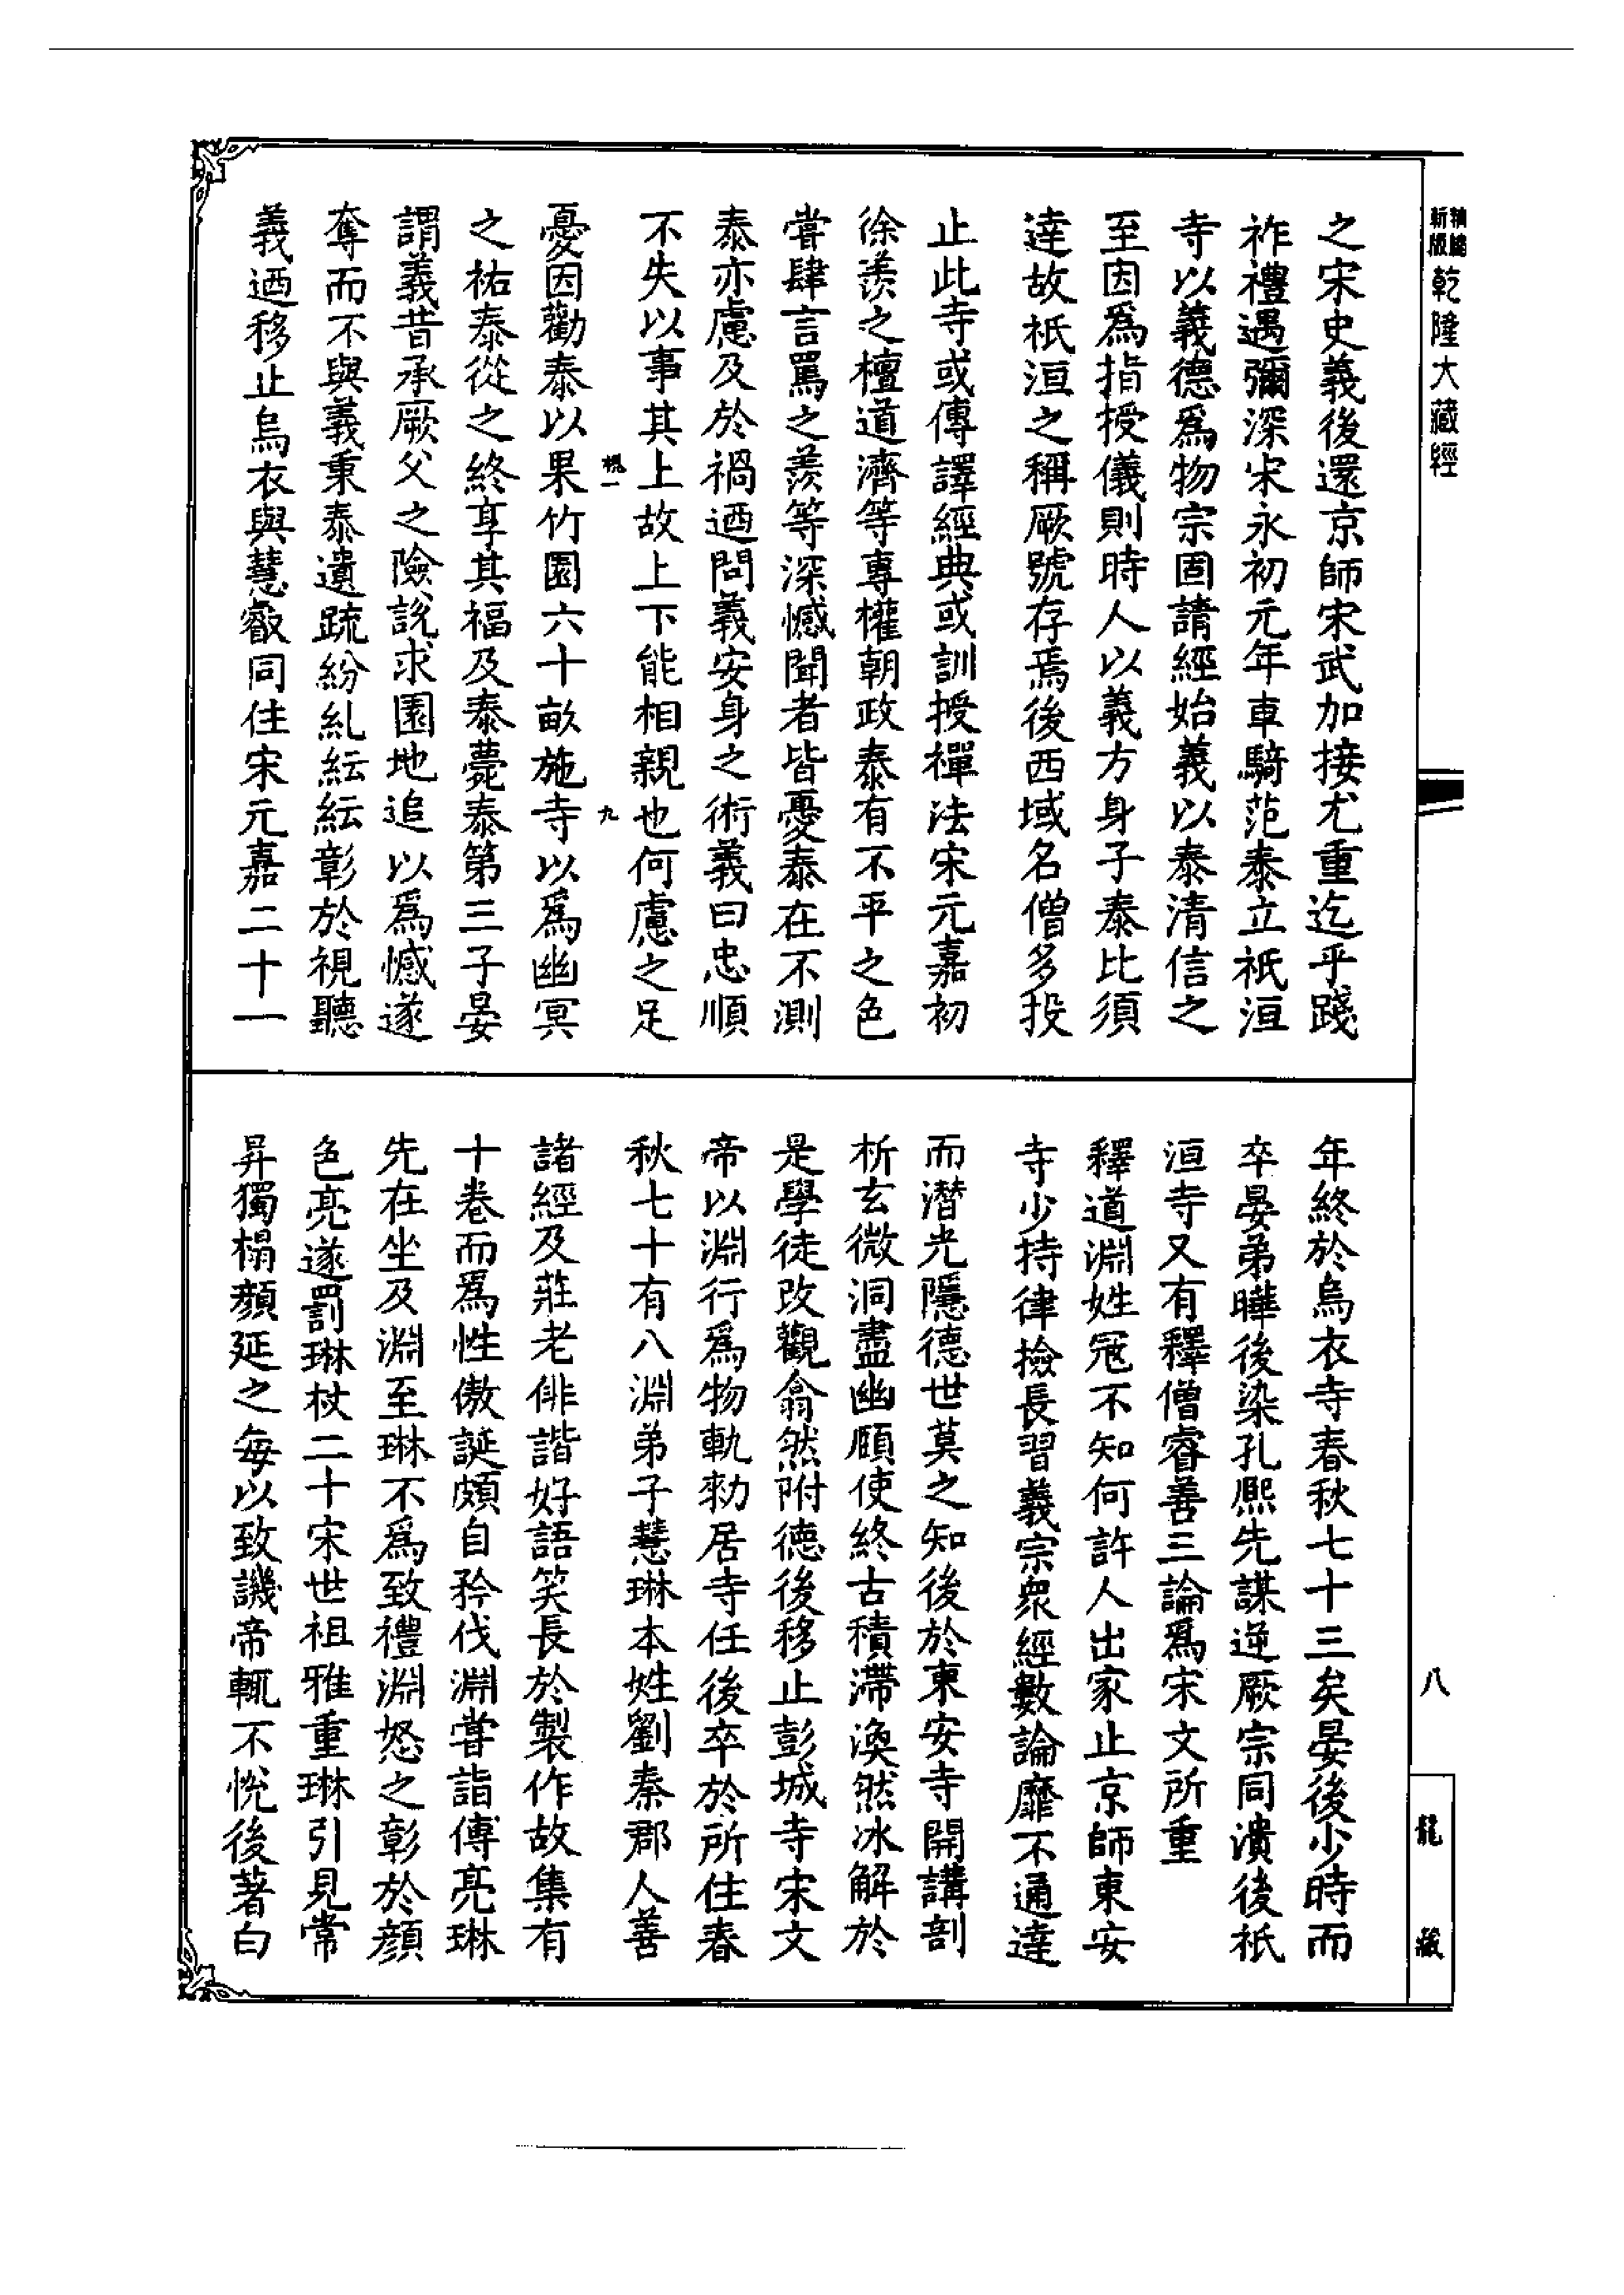 乾隆大藏經
之宋史義後還京師宋武加接尤重迄乎踐
祚禮遇彌深宋永初元年車騎范泰立祇洹
寺以義德爲物宗固請經始義以泰清信之
至因爲指授儀則時人以義方身子泰比須
達故祇洹之稱厥號存焉後西域名僧多投
止此寺或傳譯經典或訓授禪法宋元嘉初
徐羨之檀道濟等專權朝政泰有不平之色
嘗肆言罵之羨等深憾聞者皆憂泰在不測
泰亦慮及於禍迺問義安身之術義曰忠順
不失以事其上故上下能相親也何慮之足
九
憂因勸泰以果竹園六十畝施寺以爲幽冥
之祐泰從之終享其福及泰薨泰第三子晏
謂義昔承厥父之險說求園地追以爲憾遂
奪而不與義秉泰遺䟽紛糺紜紜彰於視聽
義迺移止烏衣與慧叡同住宋元嘉二十一
年終於烏衣寺春秋七十三矣晏後少時而
卒晏弟曄後染孔熈先謀逆厥宗同潰後祇
洹寺又有釋僧睿善三論爲宋文所重
釋道淵姓冦不知何許人出家止京師東安
寺少持律撿長習義宗衆經數論靡不通達
而潛光隱德世莫之知後於東安寺開講剖
析玄微洞盡幽頤使終古積滯渙然冰解於
是學徒改觀翕然附德後移止彭城寺宋文
帝以淵行爲物軌勑居寺任後卒於所住春
秋七十有八淵弟子慧琳本姓劉秦郡人善
諸經及莊老俳諧好語笑長於製作故集有
十卷而爲性傲誕頗自矜伐淵嘗詣傅亮琳
先在坐及淵至琳不爲致禮淵怒之彰於顔
色亮遂罰琳杖二十宋世祖雅重琳引見常
昇獨榻顔延之每以致譏帝輒不悅後著白
八
龍藏